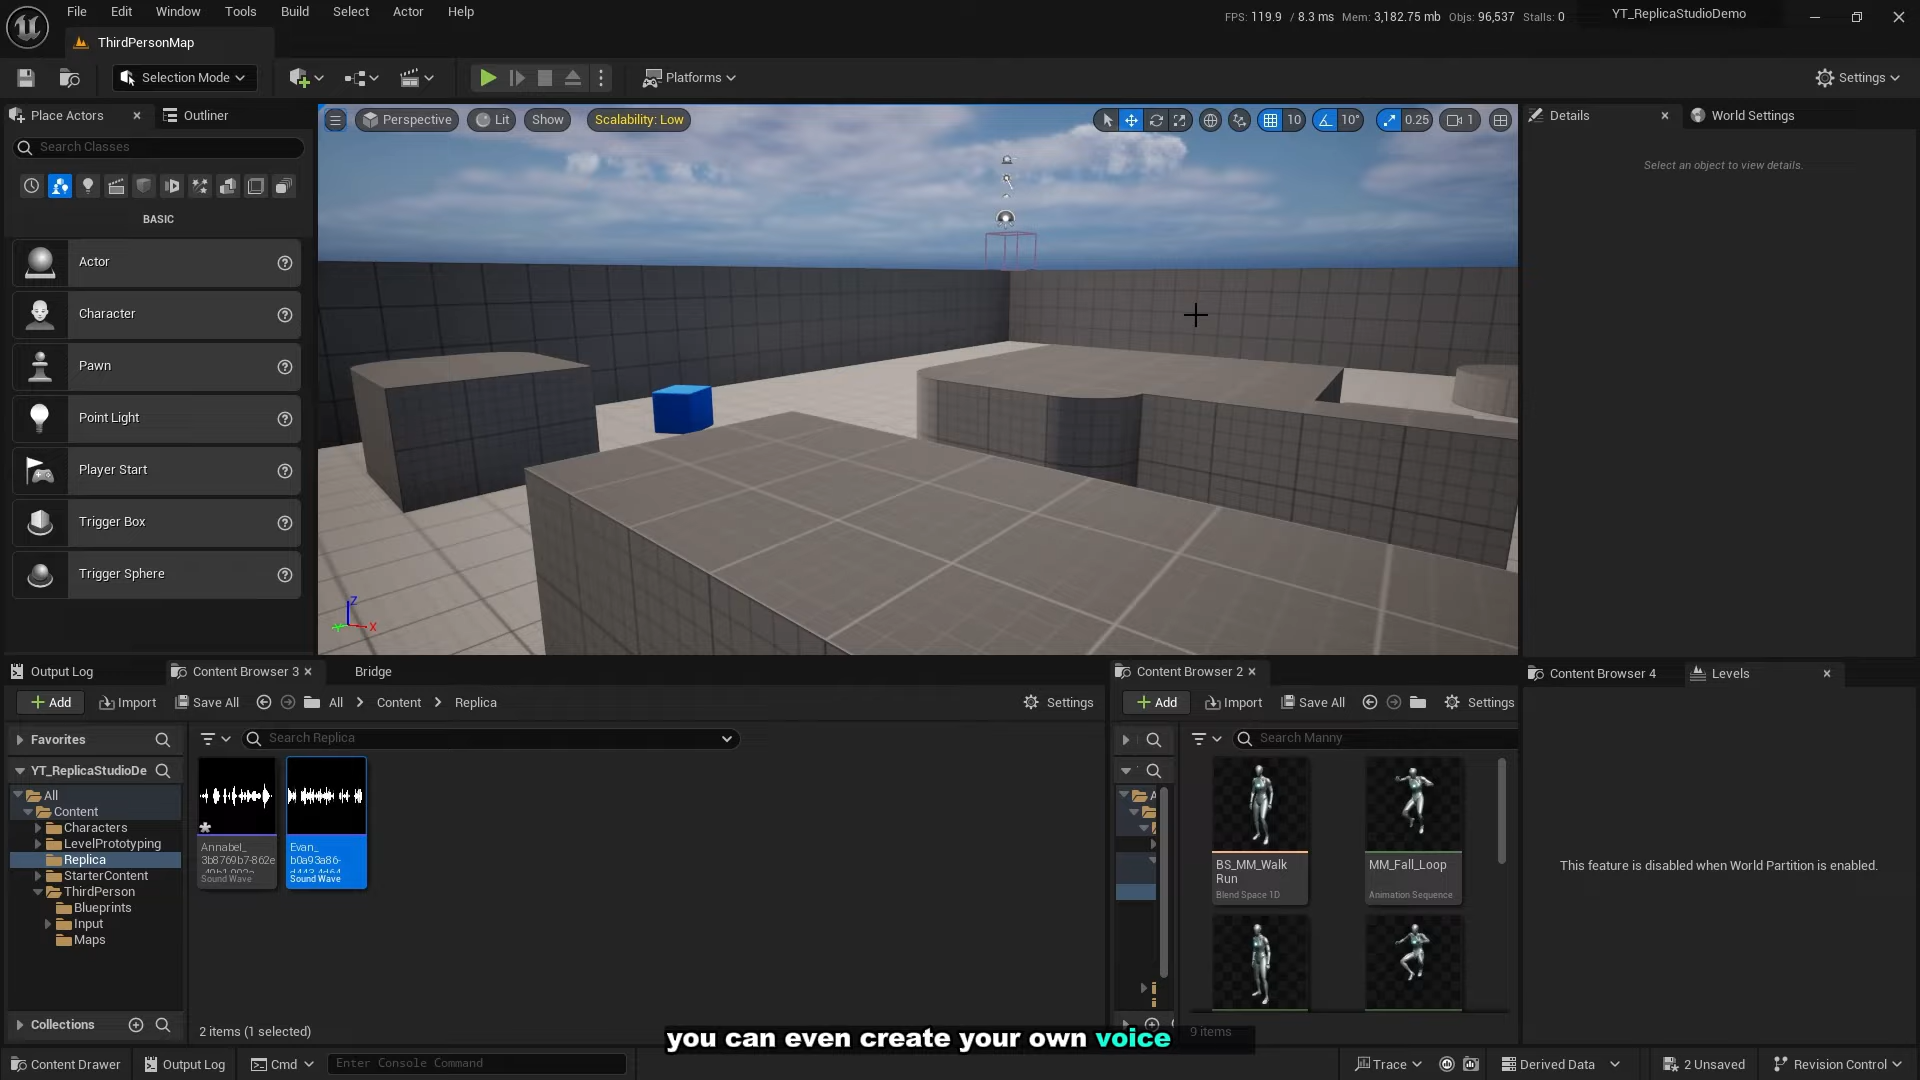 File Edit Window Tools Build Select Actor Help
FPS: 119.9 / 8.3 ms Mem: 3,182.75 mb Objs: 96,537 Stalls: 0
YT_ReplicaStudioDemo
ThirdPersonMap
Selection Mode
Platforms
Settings
Place Actors
Outliner
Search Classes
BASIC
Actor
Character
Pawn
Point Light
Player Start
Trigger Box
Trigger Sphere
Perspective Lit Show Scalability: Low
10 10° 0.25 1
Z
X
Details
World Settings
Select an object to view details.
Output Log
Content Browser 3
Bridge
Add Import Save All All Content Replica Settings
Favorites
Search Replica
YT_ReplicaStudioDe
All
Content
Characters
LevelPrototyping
Replica
StarterContent
ThirdPerson
Blueprints
Input
Maps
Collections
Annabel_
3b8769b7-862e
Sound Wave
Evan_
b0a93a86-
Sound Wave
2 items (1 selected)
Content Browser 2
Add Import Save All Settings
Search Manny
BS_MM_Walk
Run
Blend Space 1D
MM_Fall_Loop
Animation Sequence
9 items
Content Browser 4
Levels
This feature is disabled when World Partition is enabled.
you can even create your own voice
Content Drawer Output Log Cmd Enter Console Command
Trace Derived Data 2 Unsaved Revision Control